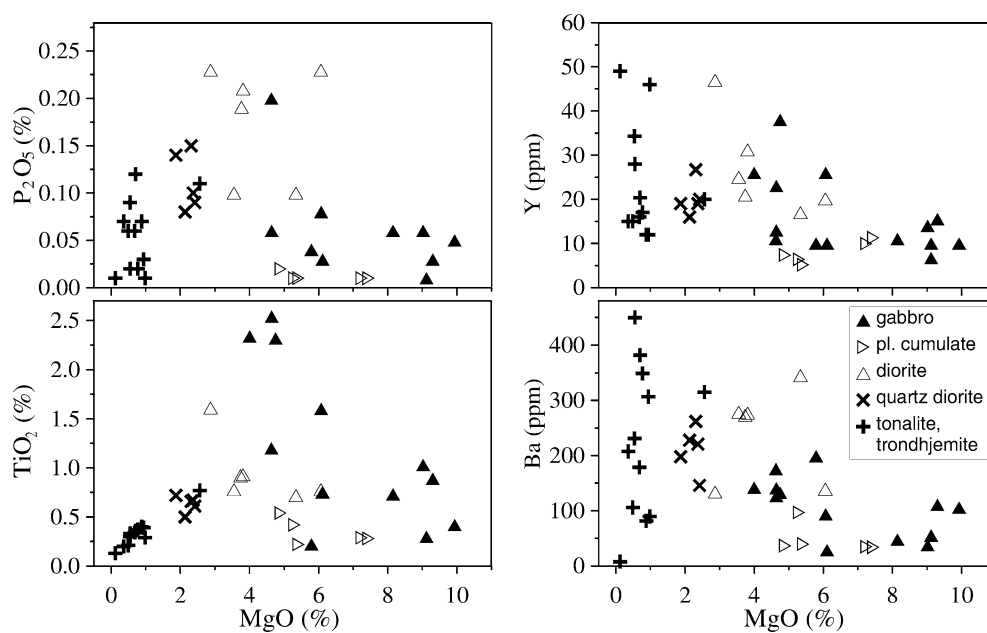 0.25
0.20
0.15
0.10
0.05
0.00
P₂O₅ (%)
60
50
40
30
20
10
0
Y (ppm)
2.5
2.0
1.5
1.0
0.5
0.0
TiO₂ (%)
0 2 4 6 8 10
MgO (%)
400
300
200
100
0
Ba (ppm)
0 2 4 6 8 10
MgO (%)
gabbro
pl. cumulate
diorite
quartz diorite
tonalite,
trondhjemite